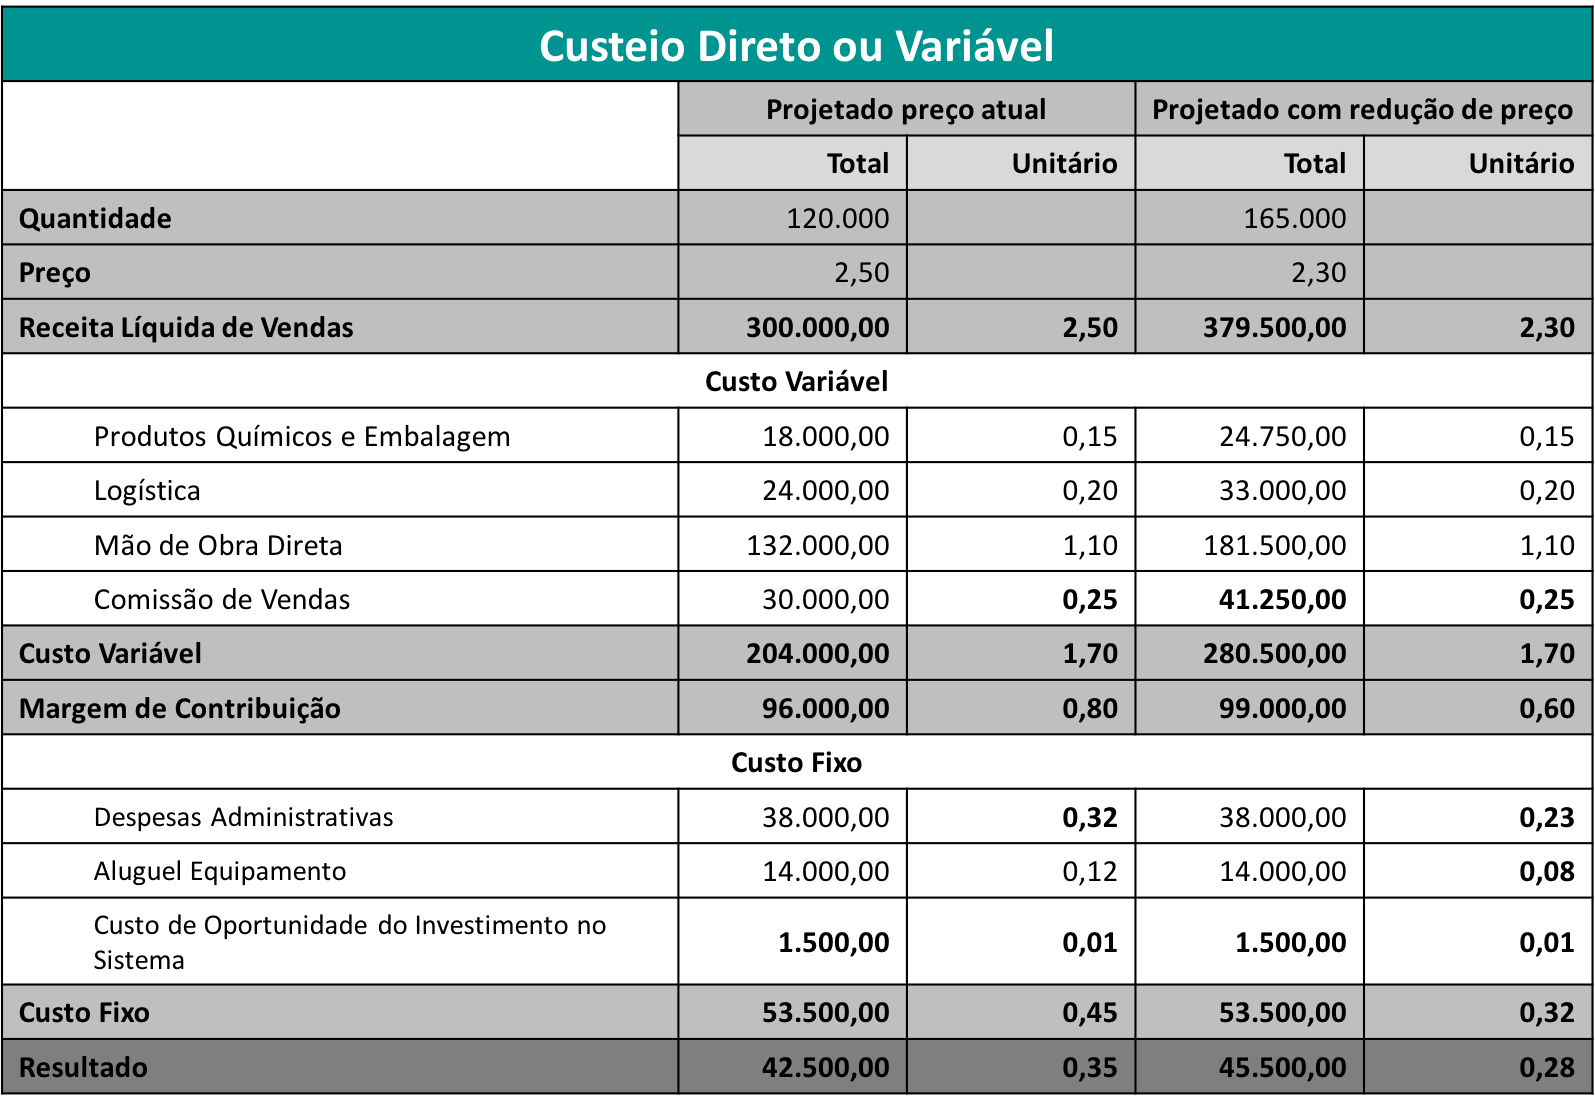 Custeio Direto ou Variável
Projetado preço atual Projetado com redução de preço
Total Unitário Total Unitário
Quantidade 120.000 165.000
Preço 2,50 2,30
Receita Líquida de Vendas 300.000,00 2,50 379.500,00 2,30
Custo Variável
Produtos Químicos e Embalagem 18.000,00 0,15 24.750,00 0,15
Logística 24.000,00 0,20 33.000,00 0,20
Mão de Obra Direta 132.000,00 1,10 181.500,00 1,10
Comissão de Vendas 30.000,00 0,25 41.250,00 0,25
Custo Variável 204.000,00 1,70 280.500,00 1,70
Margem de Contribuição 96.000,00 0,80 99.000,00 0,60
Custo Fixo
Despesas Administrativas 38.000,00 0,32 38.000,00 0,23
Aluguel Equipamento 14.000,00 0,12 14.000,00 0,08
Custo de Oportunidade do Investimento no
Sistema 1.500,00 0,01 1.500,00 0,01
Custo Fixo 53.500,00 0,45 53.500,00 0,32
Resultado 42.500,00 0,35 45.500,00 0,28